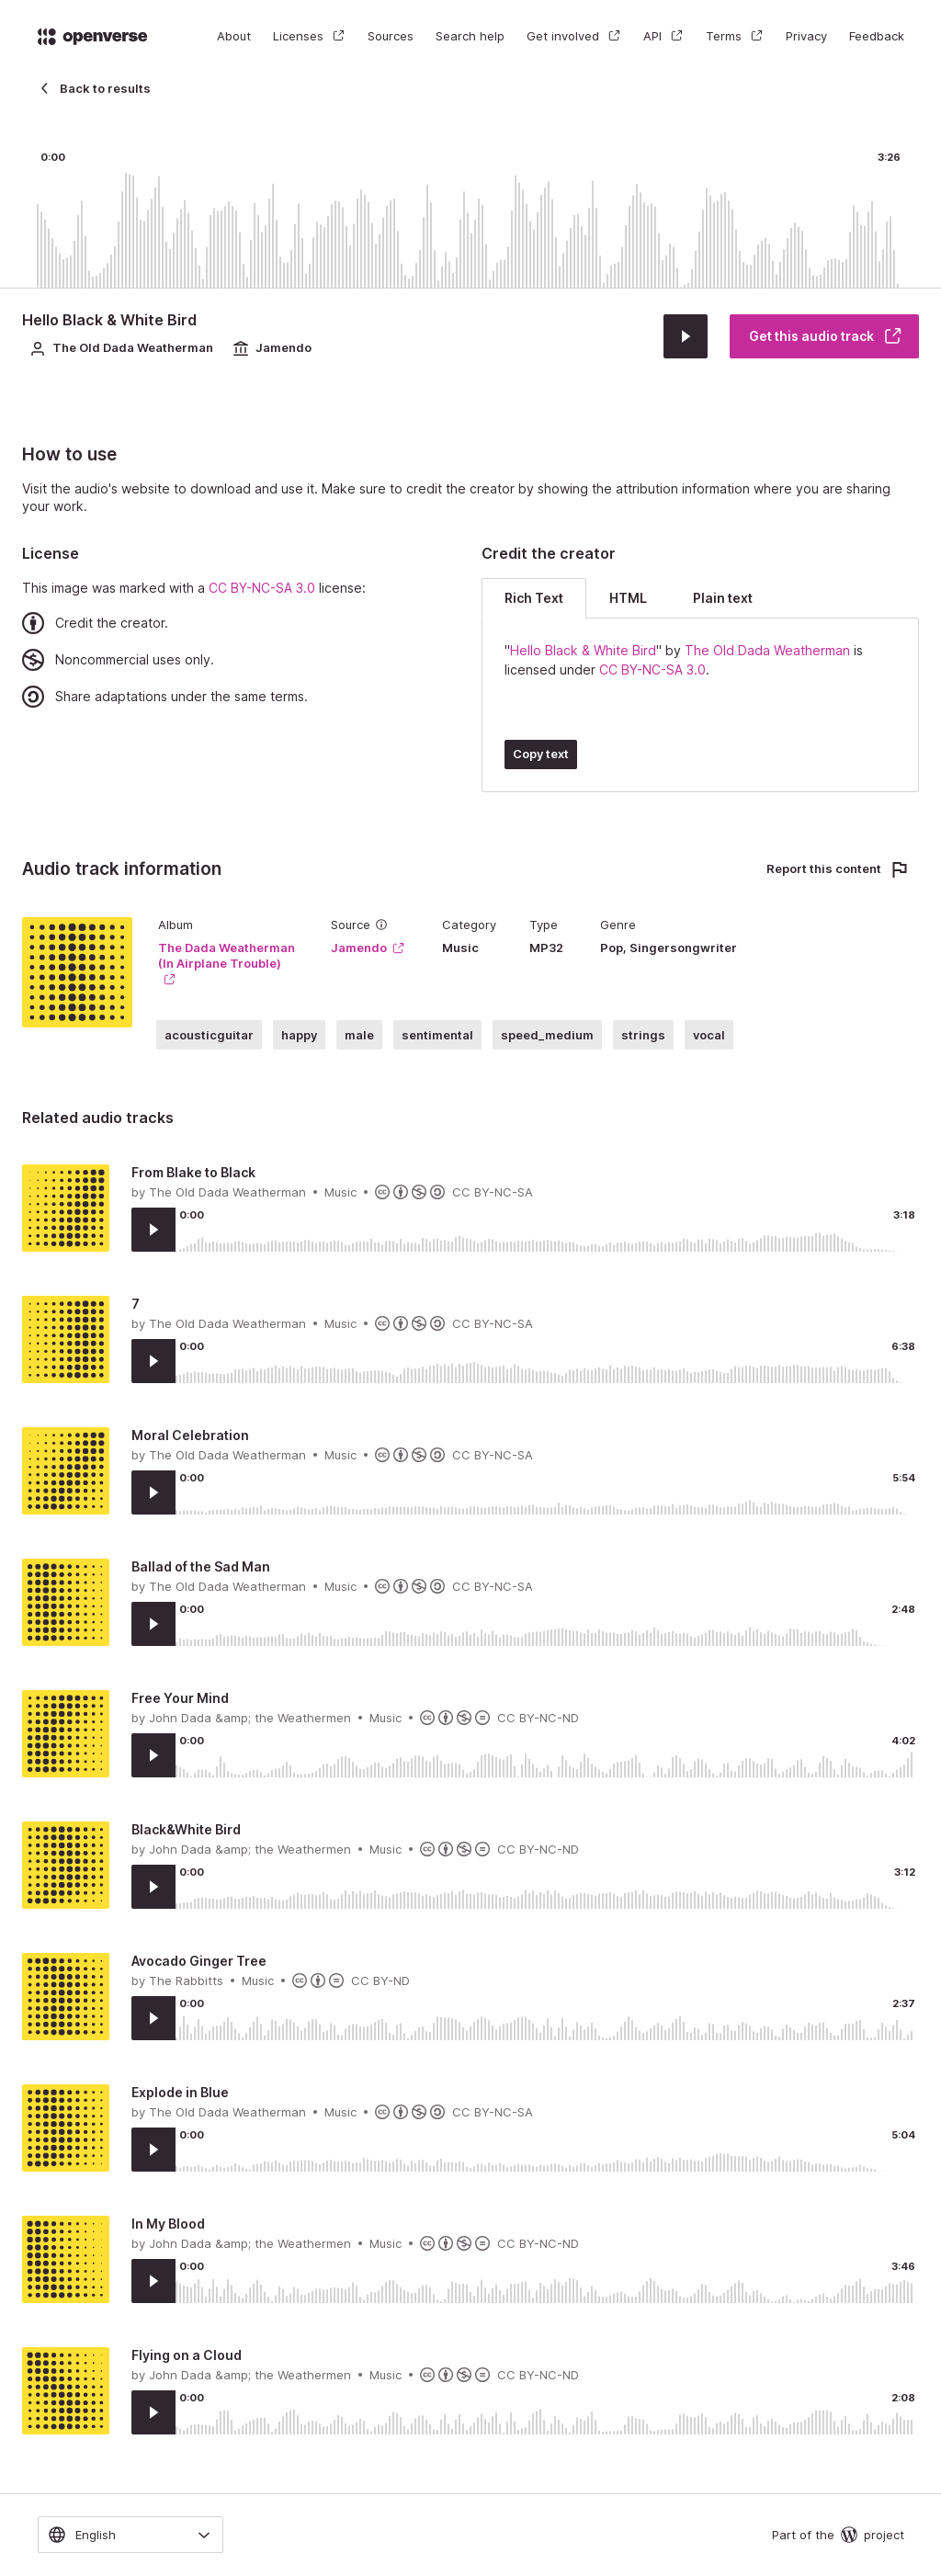 openverse
About
Licenses
Sources
Search help
Get involved
API
Terms
Privacy
Feedback
Back to results
0:00
3:26
Hello Black & White Bird
The Old Dada Weatherman
Jamendo
Get this audio track
How to use
Visit the audio's website to download and use it. Make sure to credit the creator by showing the attribution information where you are sharing
your work.
License
This image was marked with a CC BY-NC-SA 3.0 license:
Credit the creator.
Noncommercial uses only.
Share adaptations under the same terms.
Credit the creator
Rich Text
HTML
Plain text
"Hello Black & White Bird" by The Old Dada Weatherman is
licensed under CC BY-NC-SA 3.0.
Copy text
Audio track information
Report this content
Album
The Dada Weatherman
(In Airplane Trouble)
Source
Jamendo
Category
Music
Type
MP32
Genre
Pop, Singersongwriter
acousticguitar
happy
male
sentimental
speed_medium
strings
vocal
Related audio tracks
From Blake to Black
by The Old Dada Weatherman • Music • CC BY-NC-SA
0:00
3:18
7
by The Old Dada Weatherman • Music • CC BY-NC-SA
0:00
6:38
Moral Celebration
by The Old Dada Weatherman • Music • CC BY-NC-SA
0:00
5:54
Ballad of the Sad Man
by The Old Dada Weatherman • Music • CC BY-NC-SA
0:00
2:48
Free Your Mind
by John Dada &amp; the Weathermen • Music • CC BY-NC-ND
0:00
4:02
Black&White Bird
by John Dada &amp; the Weathermen • Music • CC BY-NC-ND
0:00
3:12
Avocado Ginger Tree
by The Rabbitts • Music • CC BY-ND
0:00
2:37
Explode in Blue
by The Old Dada Weatherman • Music • CC BY-NC-SA
0:00
5:04
In My Blood
by John Dada &amp; the Weathermen • Music • CC BY-NC-ND
0:00
3:46
Flying on a Cloud
by John Dada &amp; the Weathermen • Music • CC BY-NC-ND
0:00
2:08
English
Part of the project